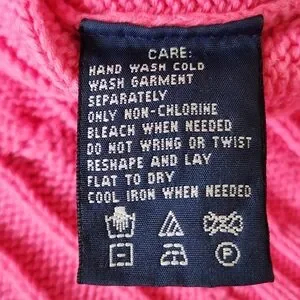 CARE:
HAND WASH COLD
WASH GARMENT
SEPARATELY
ONLY NON-CHLORINE
BLEACH WHEN NEEDED
DO NOT WRING OR TWIST
RESHAPE AND LAY
FLAT TO DRY
COOL IRON WHEN NEEDED
P